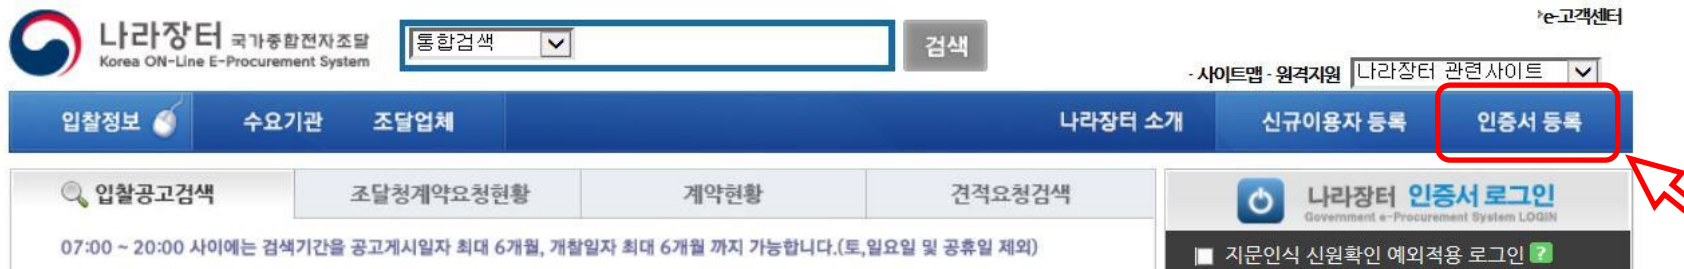 ›e-고객센터
나라장터 국가종합전자조달
Korea ON-Line E-Procurement System
통합검색 검색
· 사이트맵 · 원격지원 나라장터 관련사이트
입찰정보 수요기관 조달업체 나라장터 소개 신규이용자 등록 인증서 등록
입찰공고검색 조달청계약요청현황 계약현황 견적요청검색
나라장터 인증서 로그인
Government e-Procurement System LOGIN
07:00 ~ 20:00 사이에는 검색기간을 공고게시일자 최대 6개월, 개찰일자 최대 6개월 까지 가능합니다.(토,일요일 및 공휴일 제외)
지문인식 신원확인 예외적용 로그인 ?